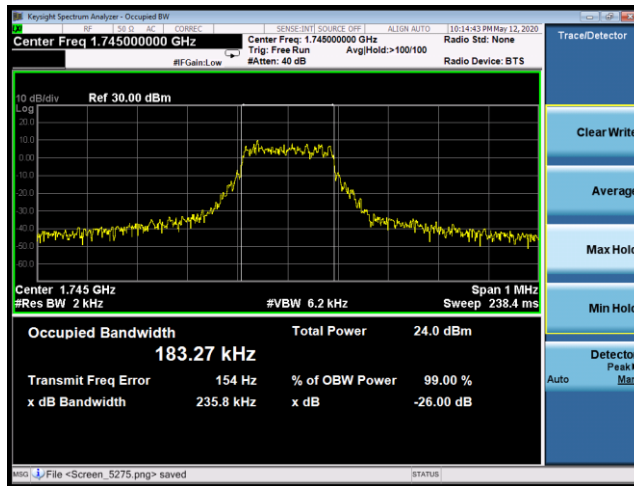 Keysight Spectrum Analyzer - Occupied BW
RF 50 Ω AC CORREC SENSE:INT SOURCE OFF ALIGN AUTO 10:14:43 PM May 12, 2020
Center Freq 1.745000000 GHz Center Freq: 1.745000000 GHz Radio Std: None
Trig: Free Run Avg|Hold:>100/100
#IFGain:Low #Atten: 40 dB Radio Device: BTS
Trace/Detector
10 dB/div Ref 30.00 dBm
Log
20.0
10.0
0.00
-10.0
-20.0
-30.0
-40.0
-50.0
-60.0
Center 1.745 GHz Span 1 MHz
#Res BW 2 kHz #VBW 6.2 kHz Sweep 238.4 ms
Occupied Bandwidth Total Power 24.0 dBm
183.27 kHz
Transmit Freq Error 154 Hz % of OBW Power 99.00 %
x dB Bandwidth 235.8 kHz x dB -26.00 dB
Clear Write
Average
Max Hold
Min Hold
Detector
Peak
Auto Man
MSG File <Screen_5275.png> saved STATUS